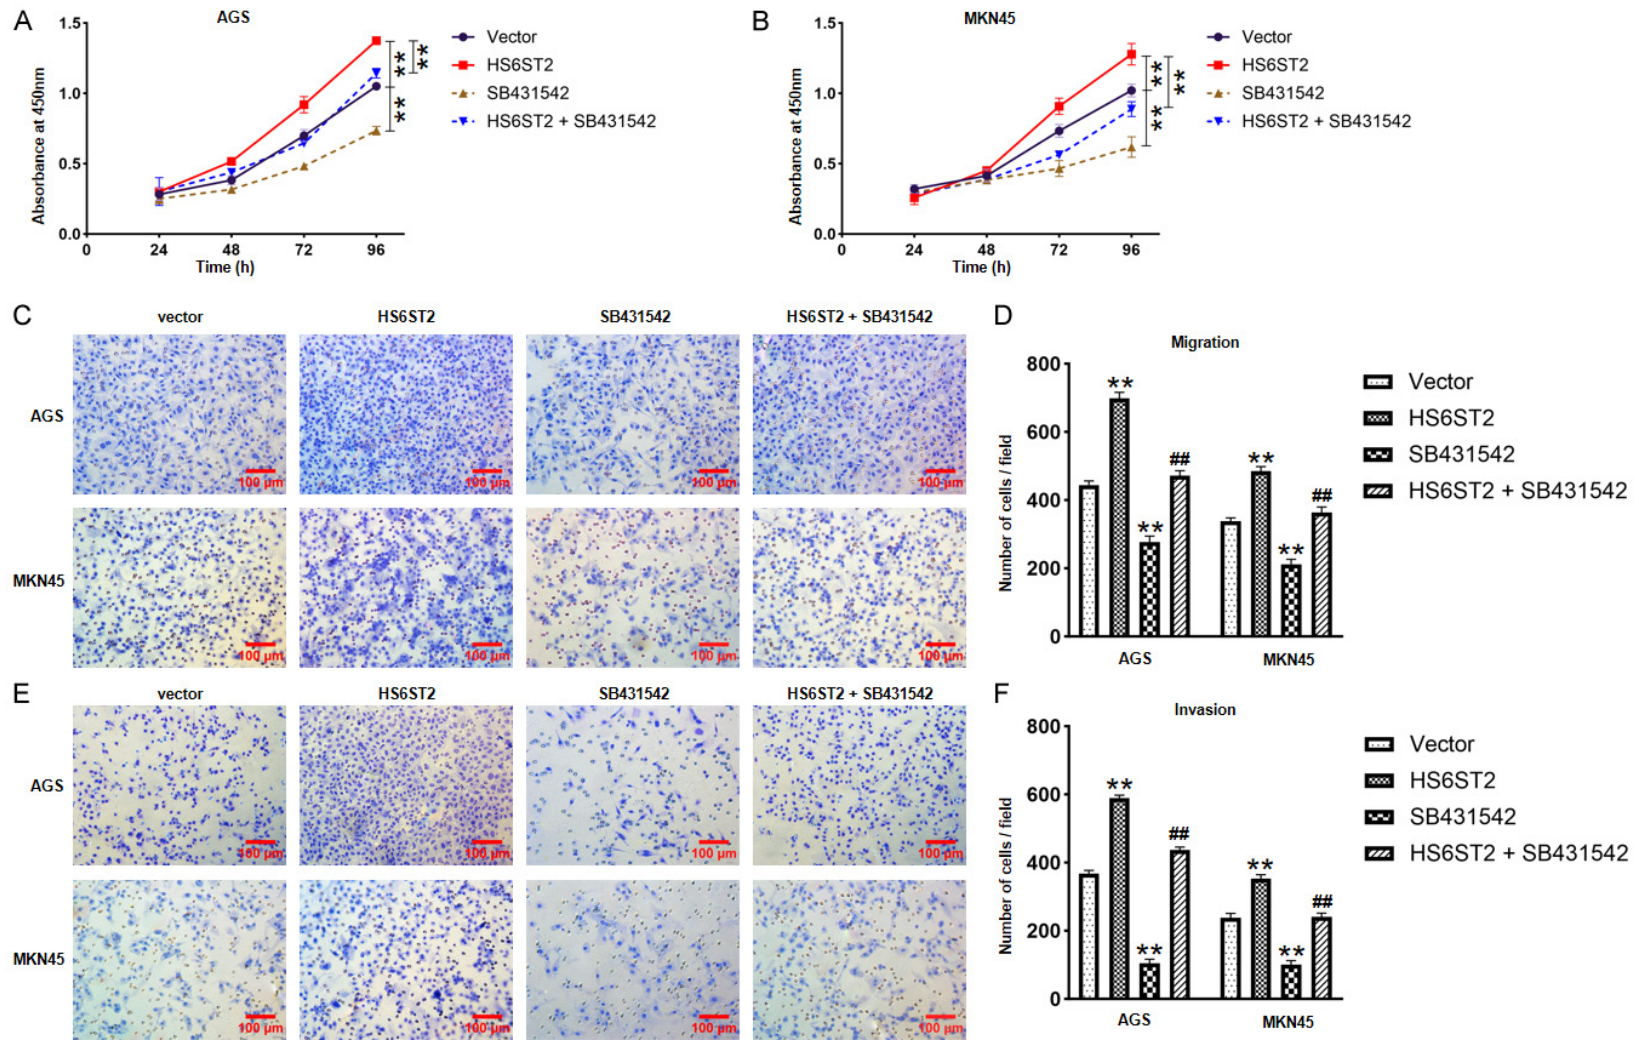 A
AGS
Absorbance at 450nm
1.5
1.0
0.5
0.0
0
24
48
72
96
Time (h)
**
**
**
Vector
HS6ST2
SB431542
HS6ST2 + SB431542
B
MKN45
Absorbance at 450nm
1.5
1.0
0.5
0.0
0
24
48
72
96
Time (h)
**
**
**
Vector
HS6ST2
SB431542
HS6ST2 + SB431542
C
vector
HS6ST2
SB431542
HS6ST2 + SB431542
AGS
100 µm
100 µm
100 µm
100 µm
MKN45
100 µm
100 µm
100 µm
100 µm
D
Migration
Number of cells / field
800
600
400
200
0
**
**
##
**
**
##
AGS
MKN45
Vector
HS6ST2
SB431542
HS6ST2 + SB431542
E
vector
HS6ST2
SB431542
HS6ST2 + SB431542
AGS
100 µm
100 µm
100 µm
100 µm
MKN45
100 µm
100 µm
100 µm
100 µm
F
Invasion
Number of cells / field
800
600
400
200
0
**
**
##
**
**
##
AGS
MKN45
Vector
HS6ST2
SB431542
HS6ST2 + SB431542